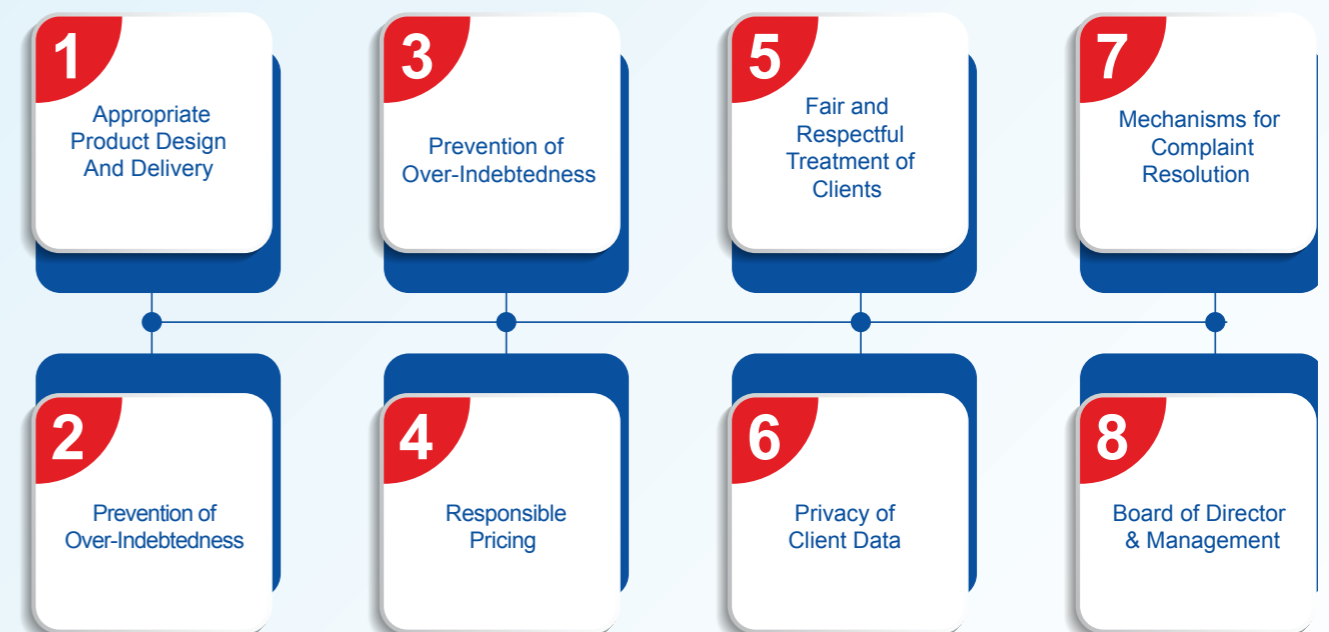 1
Appropriate
Product Design
And Delivery
2
Prevention of
Over-Indebtedness
3
Prevention of
Over-Indebtedness
4
Responsible
Pricing
5
Fair and
Respectful
Treatment of
Clients
6
Privacy of
Client Data
7
Mechanisms for
Complaint
Resolution
8
Board of Director
& Management